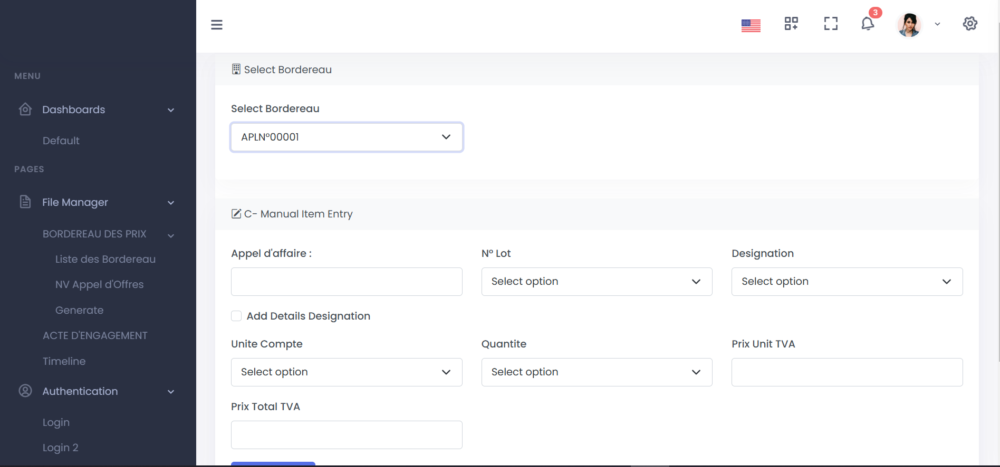 3
MENU
Dashboards
Default
PAGES
File Manager
BORDEREAU DES PRIX
Liste des Bordereau
NV Appel d'Offres
Generate
ACTE D'ENGAGEMENT
Timeline
Authentication
Login
Login 2
Select Bordereau
Select Bordereau
APLN°00001
C- Manual Item Entry
Appel d'affaire :
N° Lot
Designation
Select option
Select option
Add Details Designation
Unite Compte
Quantite
Prix Unit TVA
Select option
Select option
Prix Total TVA